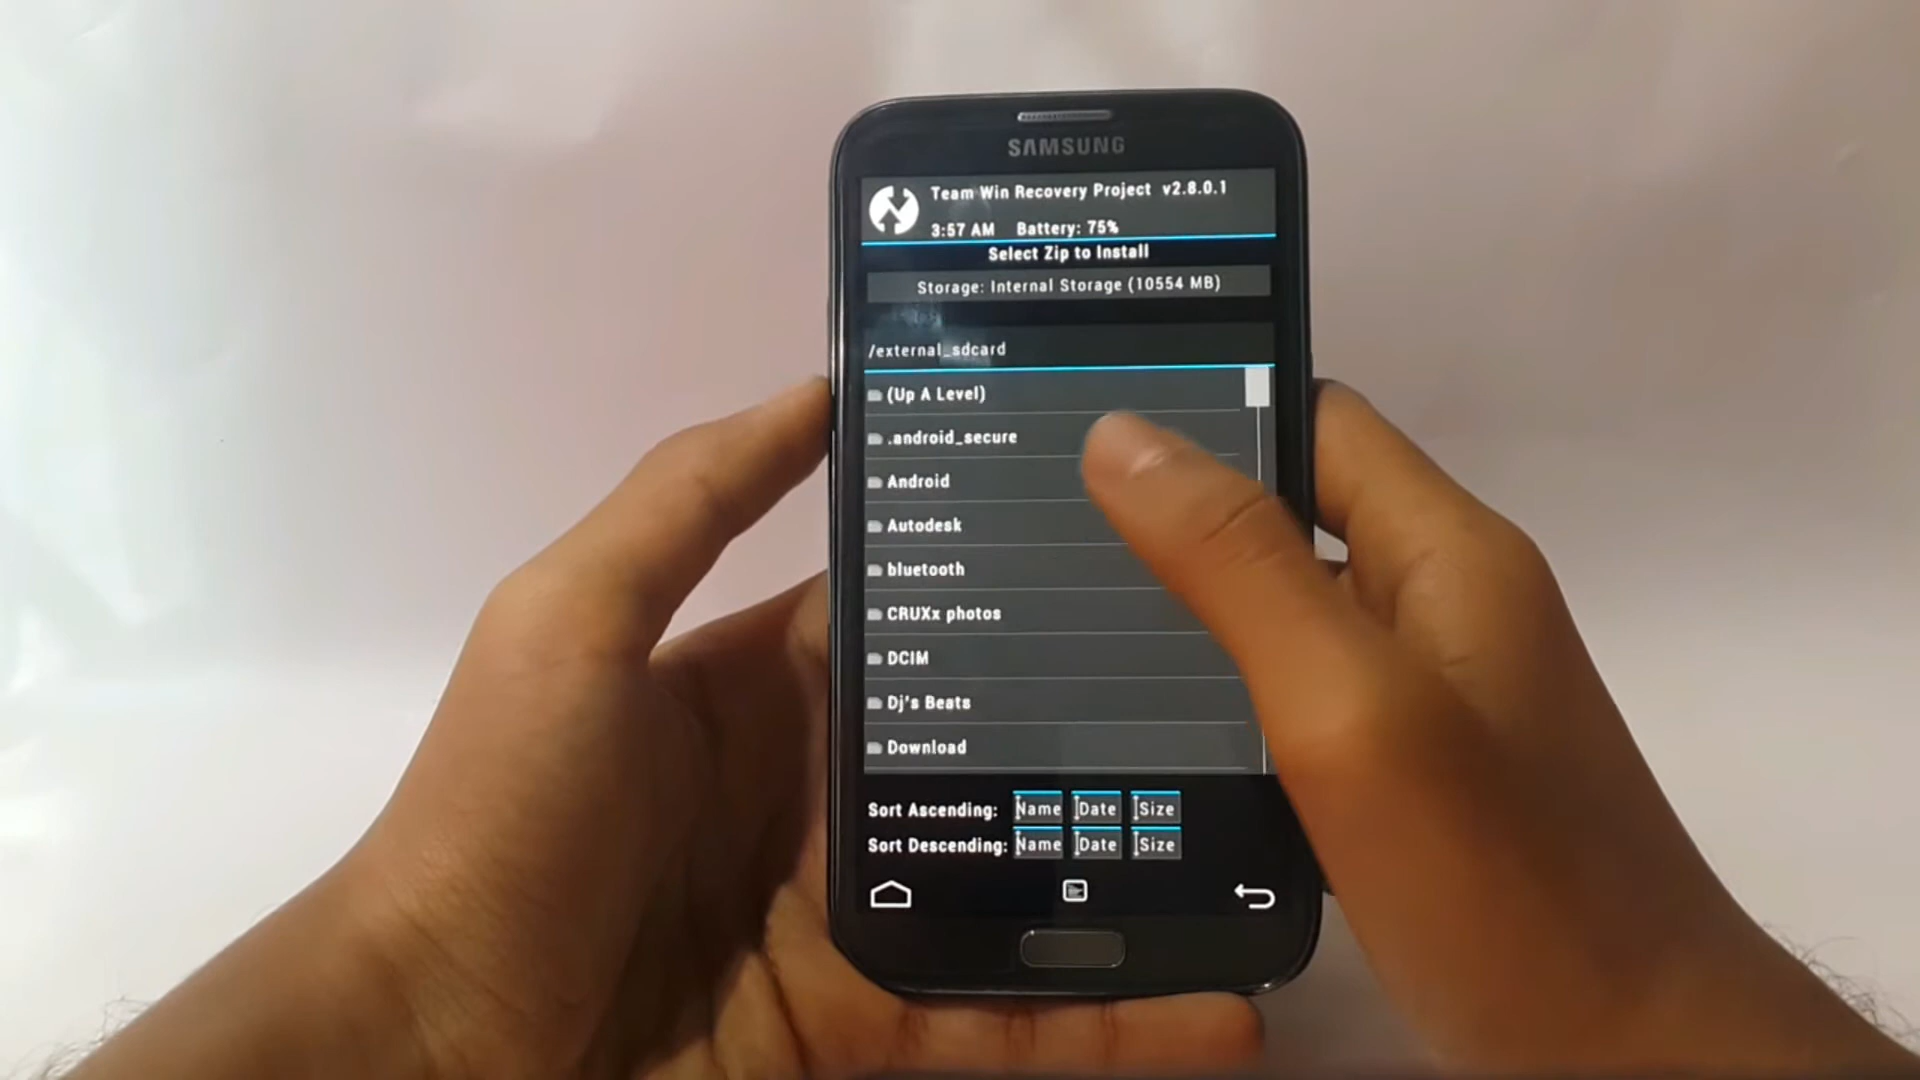 SAMSUNG
Team Win Recovery Project v2.8.0.1
3:57 AM Battery: 75%
Select Zip to Install
Storage: Internal Storage (10554 MB)
/external_sdcard
(Up A Level)
.android_secure
Android
Autodesk
bluetooth
CRUXx photos
DCIM
Dj's Beats
Download
Sort Ascending: Name Date Size
Sort Descending: Name Date Size